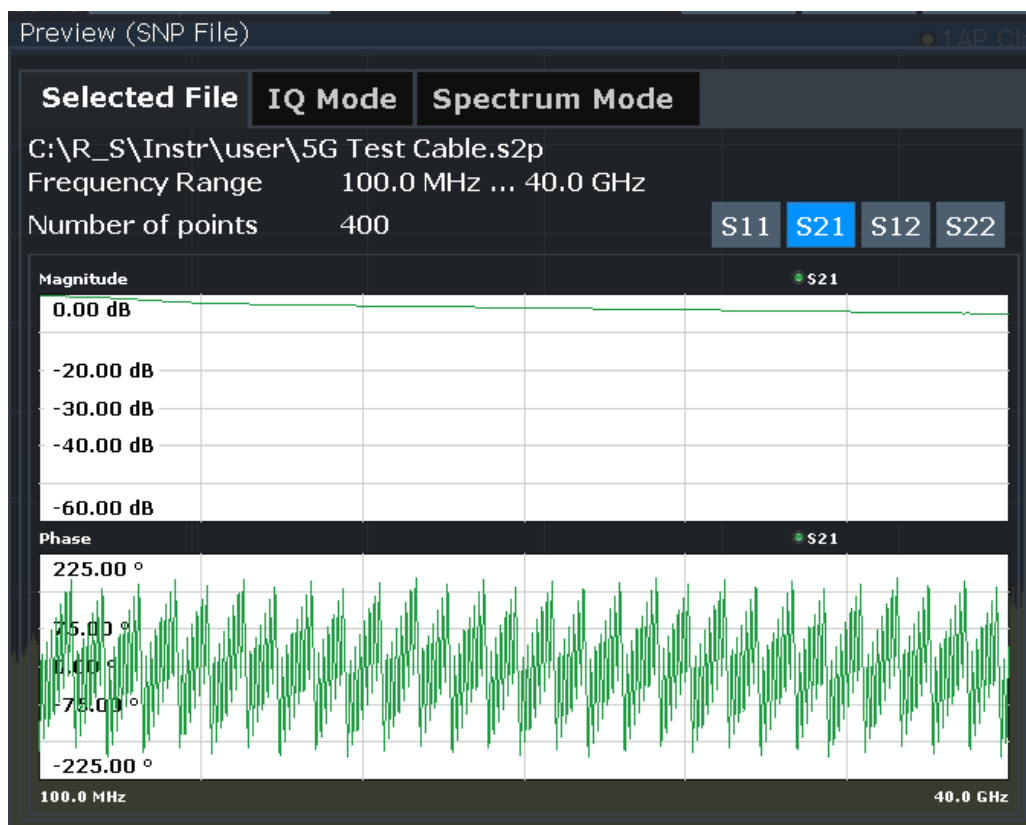 Preview (SNP File)
1 AP Cl
Selected File IQ Mode Spectrum Mode
C:\R_S\Instr\user\5G Test Cable.s2p
Frequency Range 100.0 MHz ... 40.0 GHz
Number of points 400 S11 S21 S12 S22
Magnitude S21
0.00 dB
-20.00 dB
-30.00 dB
-40.00 dB
-60.00 dB
Phase S21
225.00 °
75.00 °
0.00 °
-75.00 °
-225.00 °
100.0 MHz 40.0 GHz